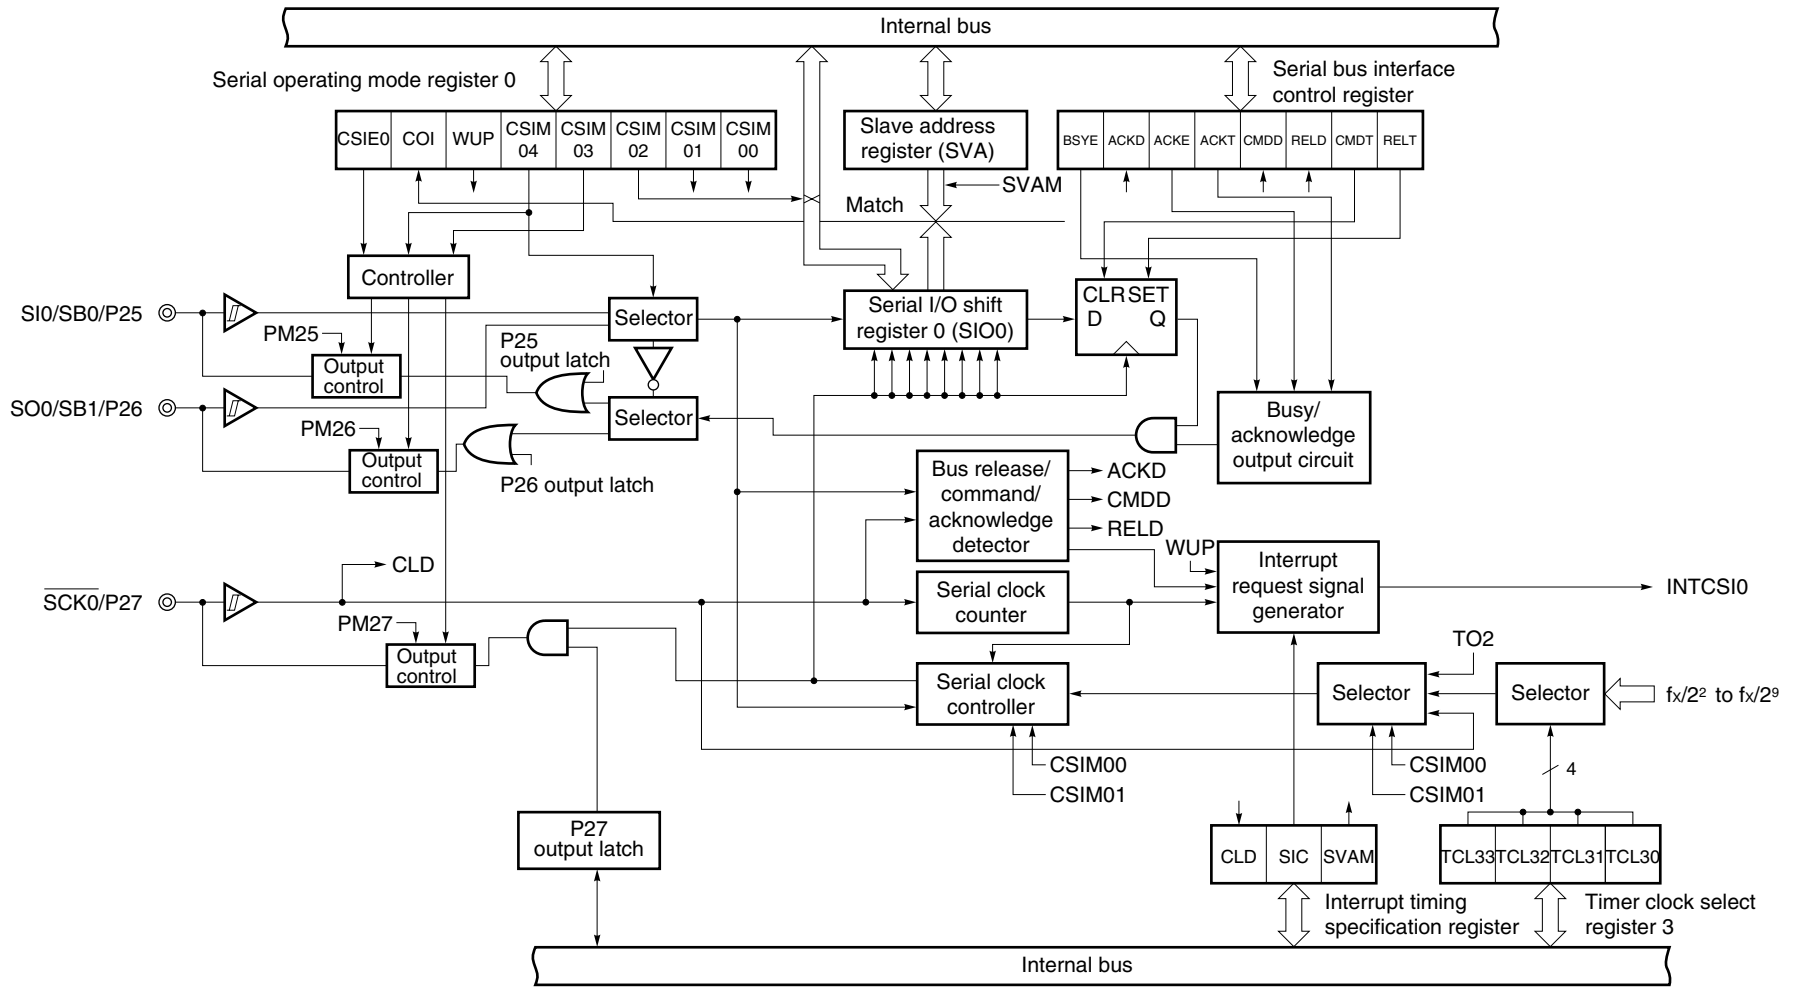 Internal bus
Serial operating mode register 0
Serial bus interface
control register
CSIE0 COI WUP CSIM 04 CSIM 03 CSIM 02 CSIM 01 CSIM 00
Slave address
register (SVA)
BSYE ACKD ACKE ACKT CMDD RELD CMDT RELT
SVAM
Match
Controller
SI0/SB0/P25
PM25
Output
control
Selector
P25
output latch
Serial I/O shift
register 0 (SIO0)
CLR SET
D Q
SO0/SB1/P26
PM26
Output
control
Selector
P26 output latch
Busy/
acknowledge
output circuit
Bus release/
command/
acknowledge
detector
ACKD
CMDD
RELD
WUP
Interrupt
request signal
generator
INTCSI0
CLD
SCK0/P27
PM27
Output
control
Serial clock
counter
Serial clock
controller
TO2
Selector
Selector
fx/2² to fx/2⁹
CSIM00
CSIM01
CSIM00
CSIM01
4
P27
output latch
CLD SIC SVAM
TCL33 TCL32 TCL31 TCL30
Interrupt timing
specification register
Timer clock select
register 3
Internal bus